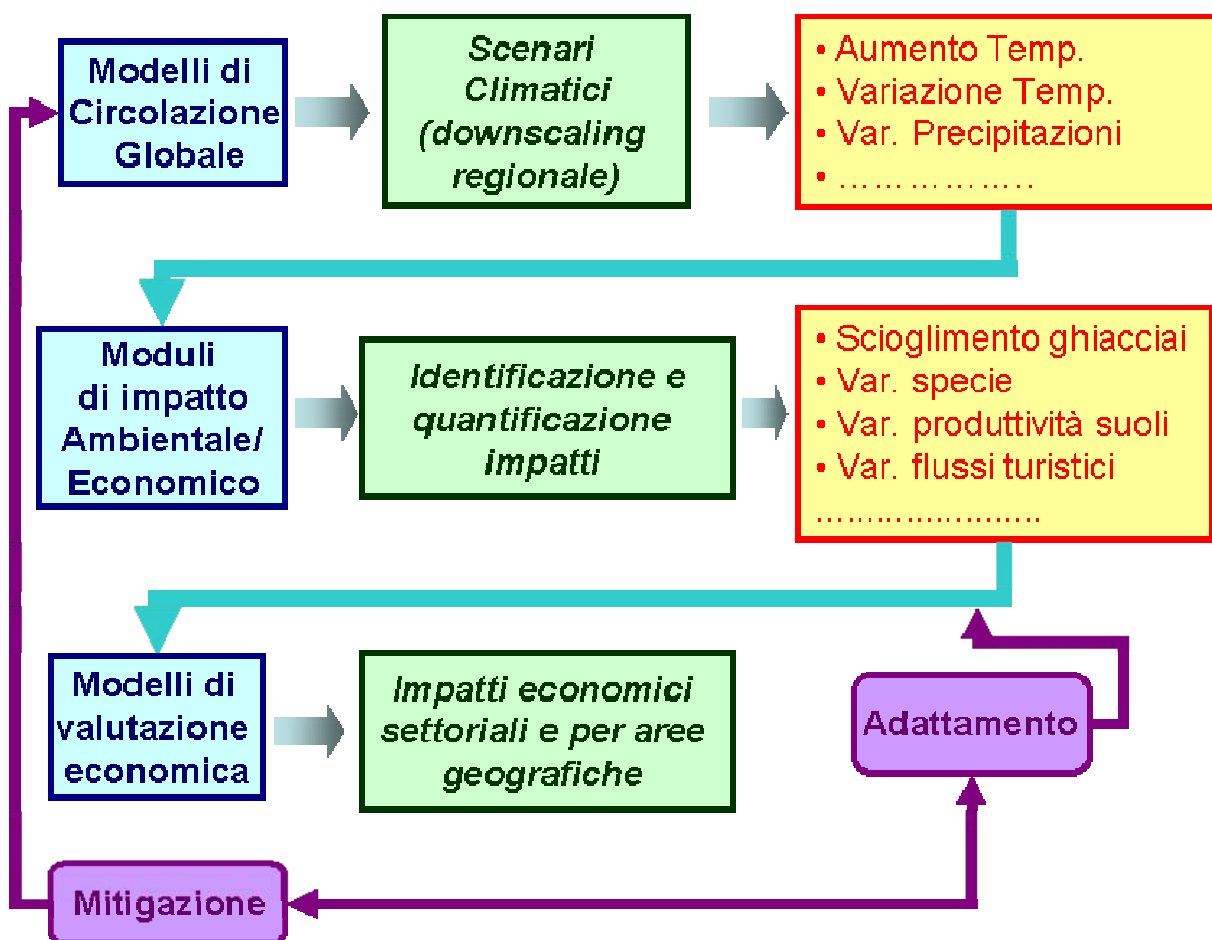 Modelli di
Circolazione
Globale
Scenari
Climatici
(downscaling
regionale)
• Aumento Temp.
• Variazione Temp.
• Var. Precipitazioni
• ……………..
Moduli
di impatto
Ambientale/
Economico
Identificazione e
quantificazione
impatti
• Scioglimento ghiacciai
• Var. specie
• Var. produttività suoli
• Var. flussi turistici
…………………..
Modelli di
valutazione
economica
Impatti economici
settoriali e per aree
geografiche
Adattamento
Mitigazione